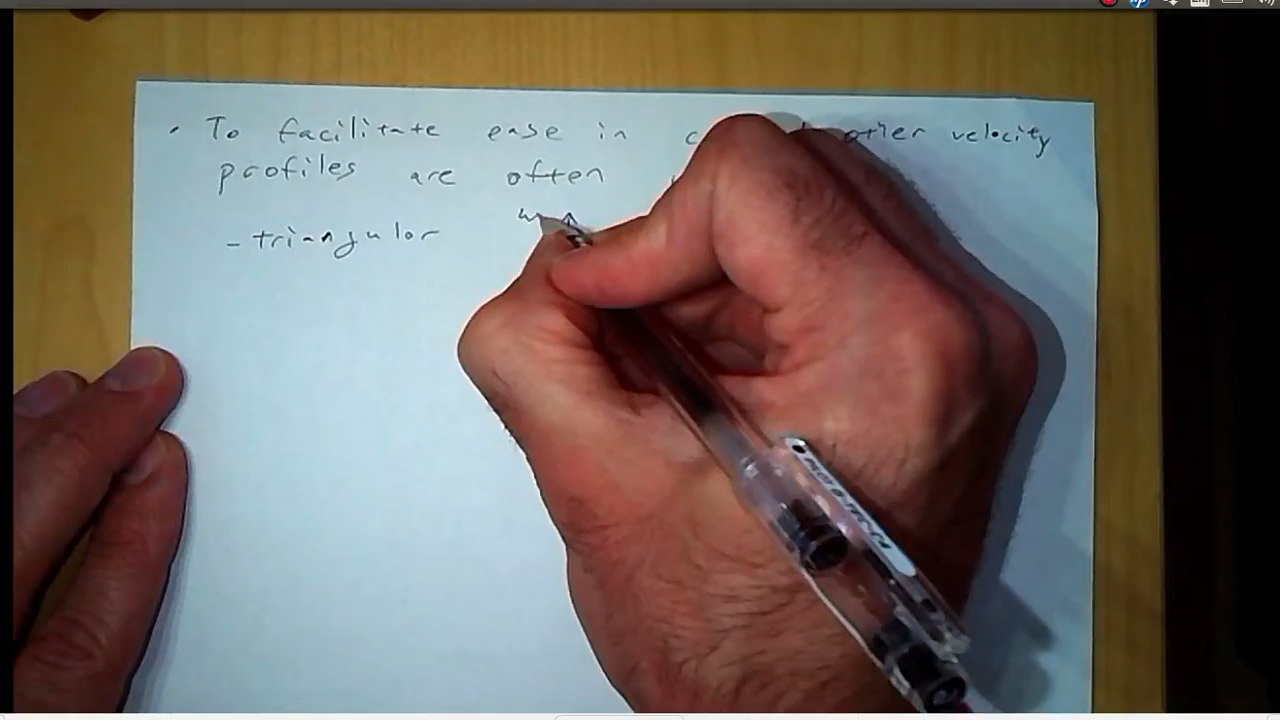 · To facilitate ease in other velocity
profiles are often
- triangular